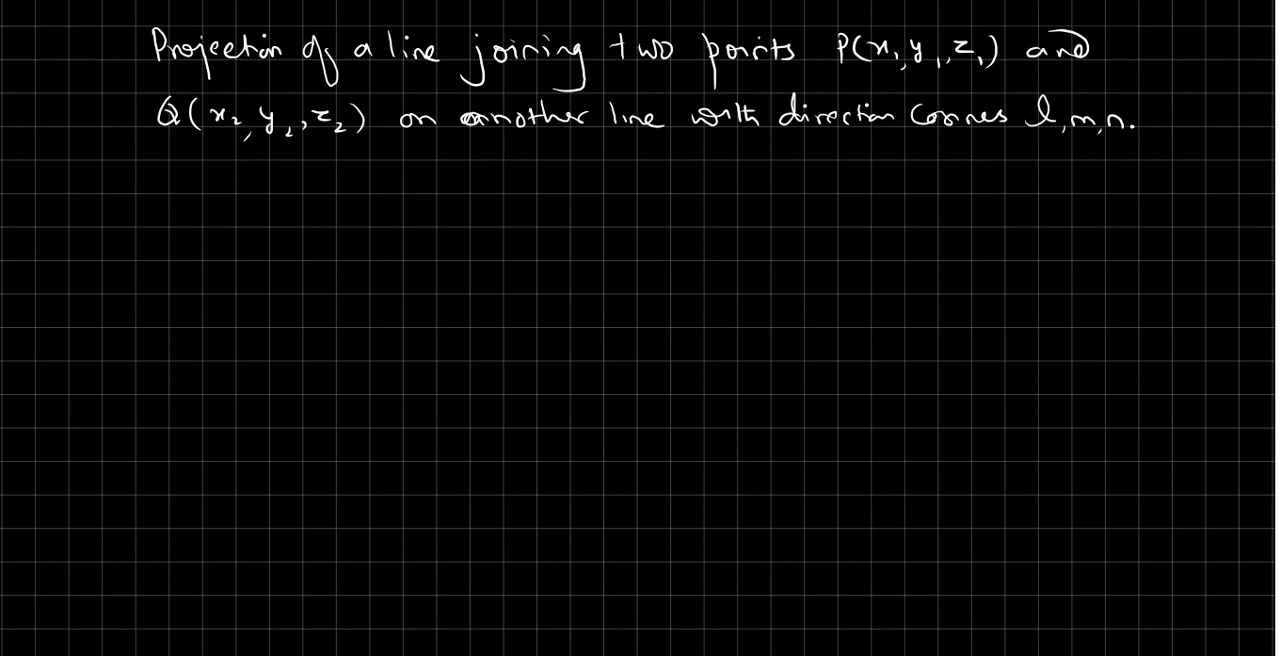 Projection of a line joining two points P(x₁, y₁, z₁) and
Q(x₂, y₂, z₂) on another line with direction cosines l, m, n.